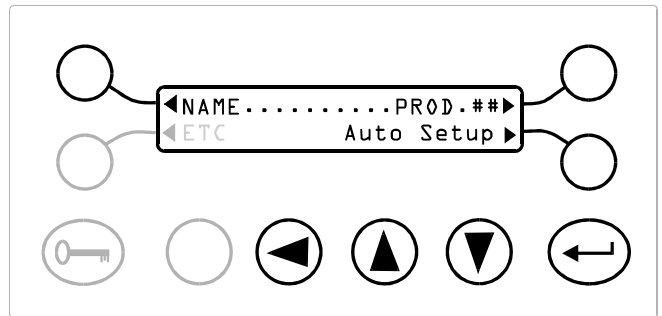 ◀NAME..........PROD.##▶
◀ETC Auto Setup ▶